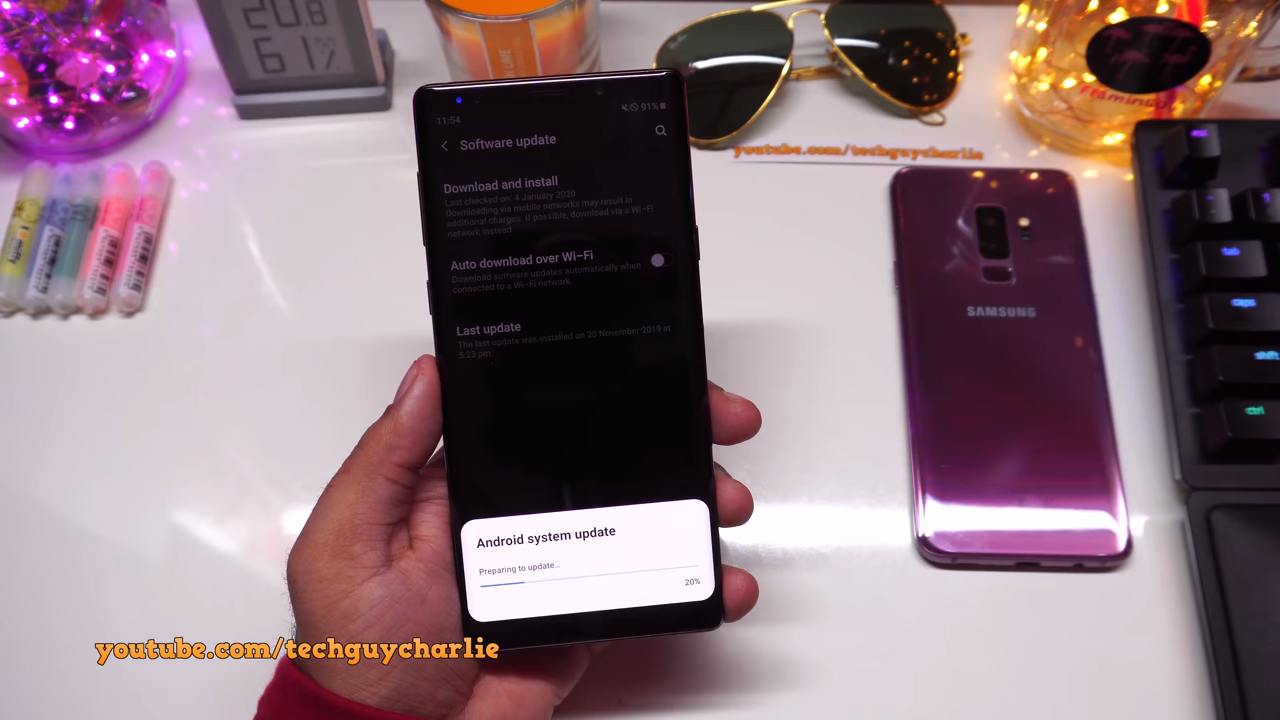 20.8
61%
Ray-Ban
Flamingo
youtube.com/techguycharlie
11:54
91%
Software update
Download and install
Last checked on: 4 January 2020
Downloading via mobile networks may result in
additional charges. If possible, download via a Wi-Fi
network instead
Auto download over Wi-Fi
Download software updates automatically when
connected to a Wi-Fi network.
Last update
The last update was installed on 20 November 2019 at
5:23 pm.
Android system update
Preparing to update...
20%
SAMSUNG
tab
caps
shift
ctrl
youtube.com/techguycharlie